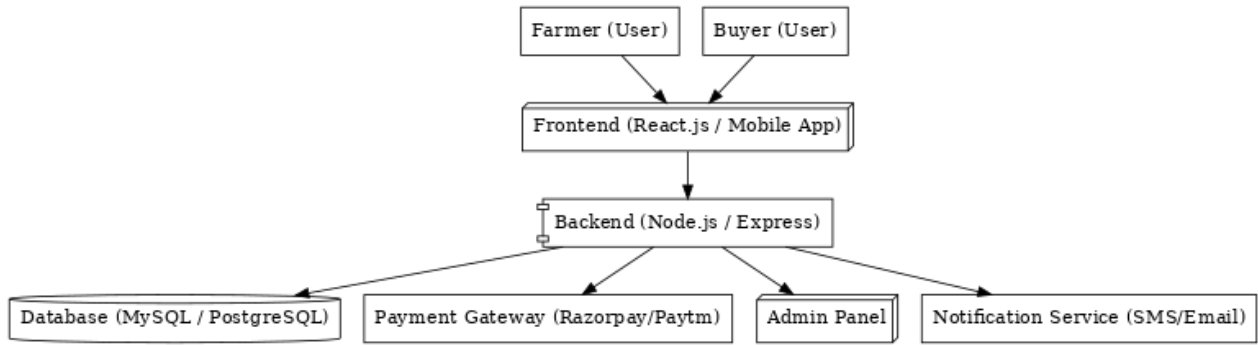 Farmer (User)
Buyer (User)
Frontend (React.js / Mobile App)
Backend (Node.js / Express)
Database (MySQL / PostgreSQL)
Payment Gateway (Razorpay/Paytm)
Admin Panel
Notification Service (SMS/Email)